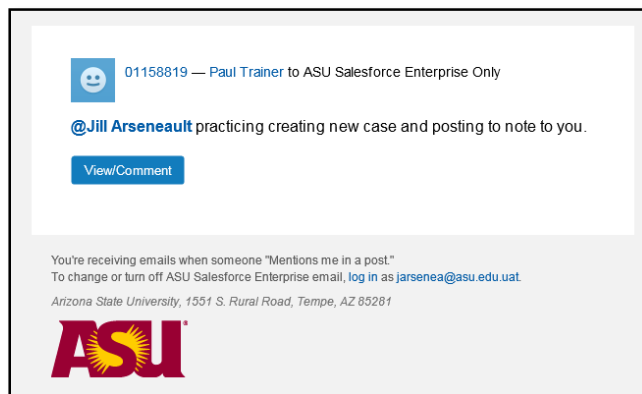 01158819 — Paul Trainer to ASU Salesforce Enterprise Only
@Jill Arseneault practicing creating new case and posting to note to you.
View/Comment
You're receiving emails when someone "Mentions me in a post."
To change or turn off ASU Salesforce Enterprise email, log in as jarsenea@asu.edu.uat.
Arizona State University, 1551 S. Rural Road, Tempe, AZ 85281
ASU